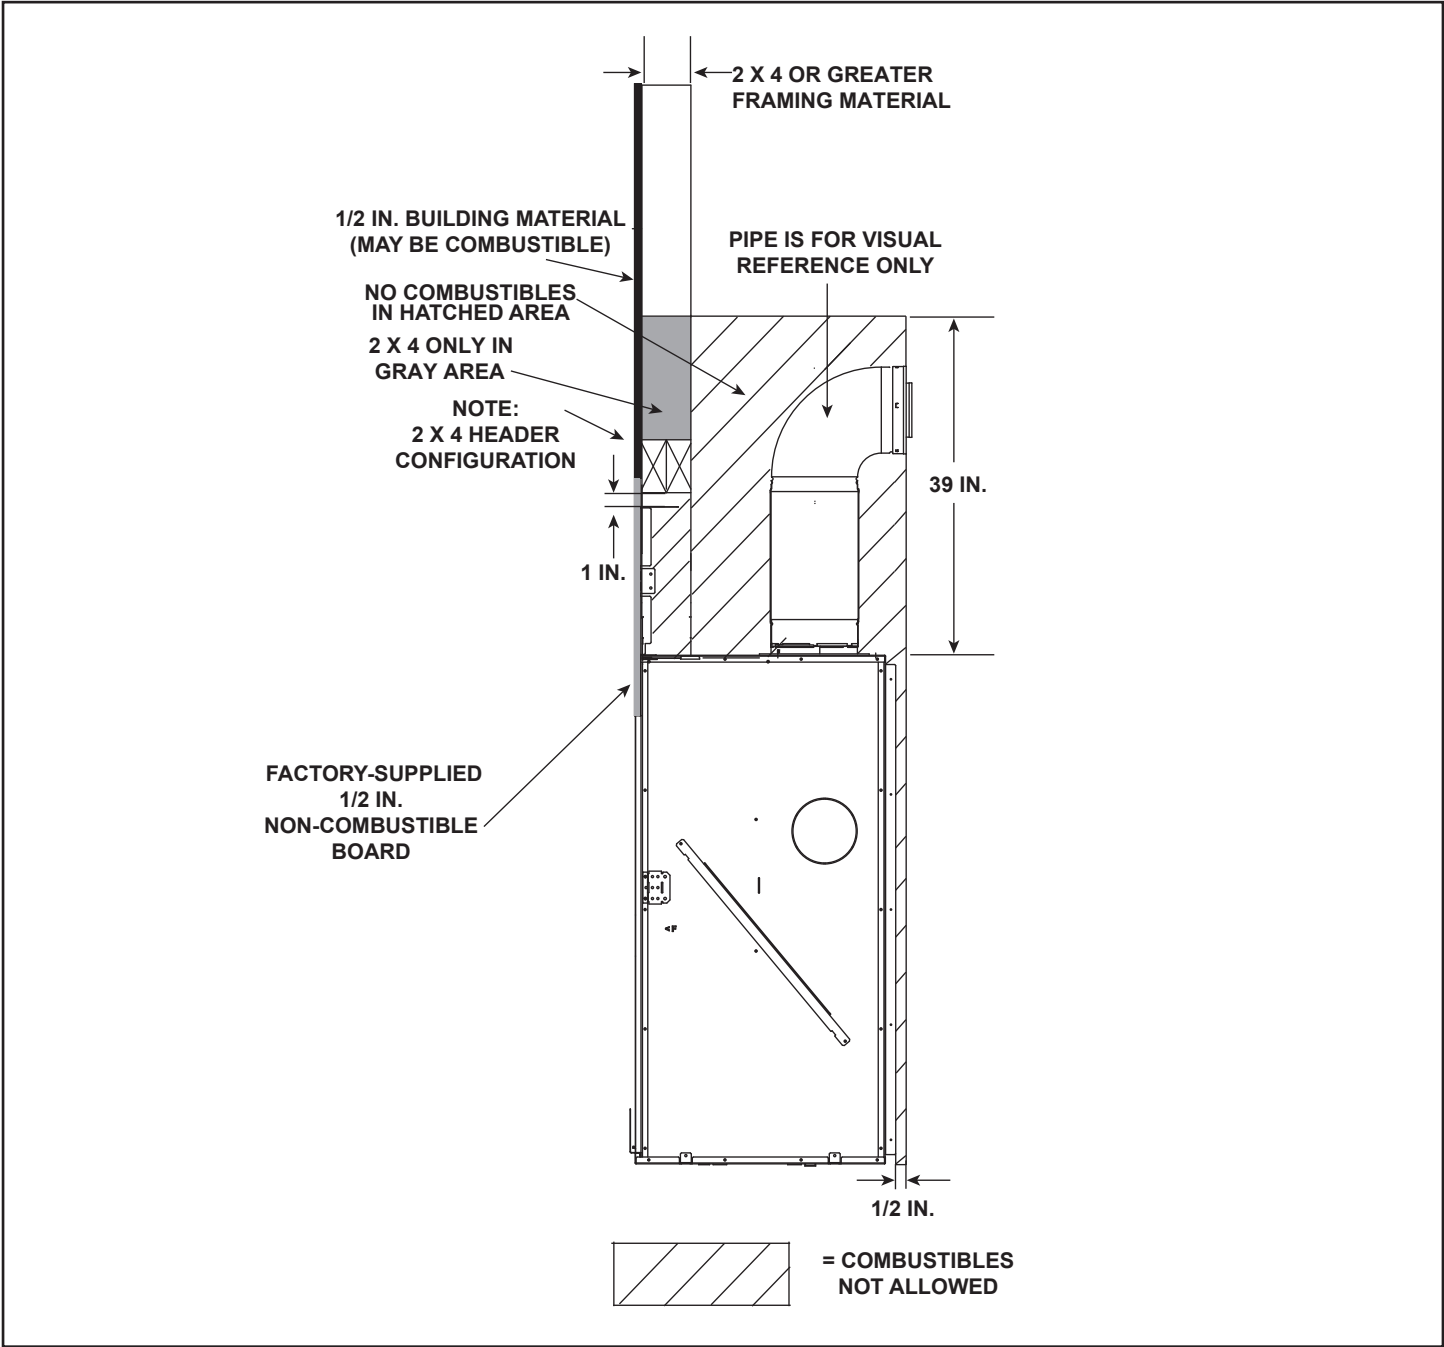 2 X 4 OR GREATER
FRAMING MATERIAL
1/2 IN. BUILDING MATERIAL
(MAY BE COMBUSTIBLE)
PIPE IS FOR VISUAL
REFERENCE ONLY
NO COMBUSTIBLES
IN HATCHED AREA
2 X 4 ONLY IN
GRAY AREA
NOTE:
2 X 4 HEADER
CONFIGURATION
39 IN.
1 IN.
FACTORY-SUPPLIED
1/2 IN.
NON-COMBUSTIBLE
BOARD
1/2 IN.
= COMBUSTIBLES
NOT ALLOWED